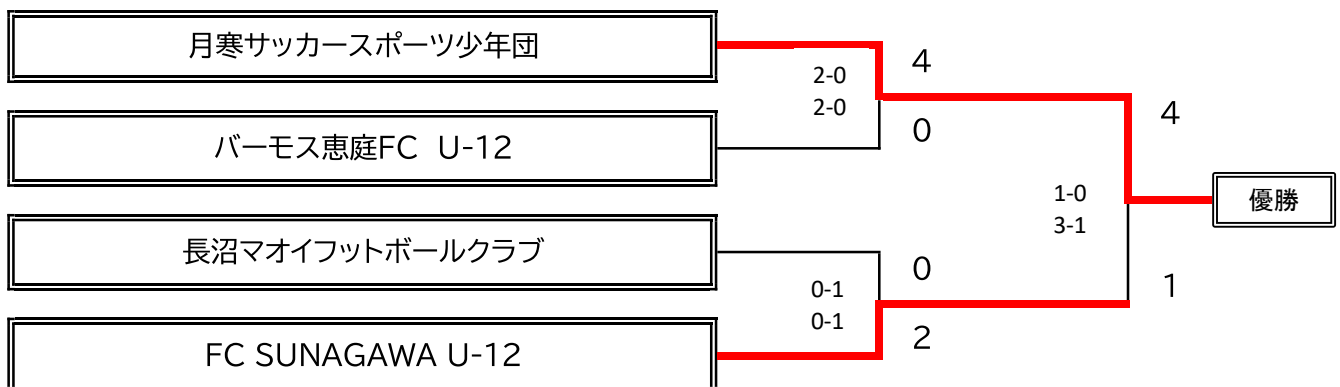 月寒サッカースポーツ少年団
バーモス恵庭FC U-12
長沼マオイフットボールクラブ
FC SUNAGAWA U-12
2-0
2-0
4
0
0-1
0-1
0
2
1-0
3-1
4
1
優勝